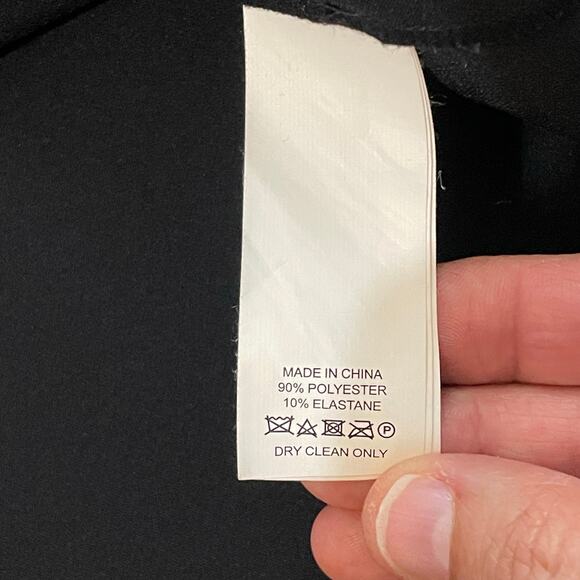 MADE IN CHINA
90% POLYESTER
10% ELASTANE
P
DRY CLEAN ONLY